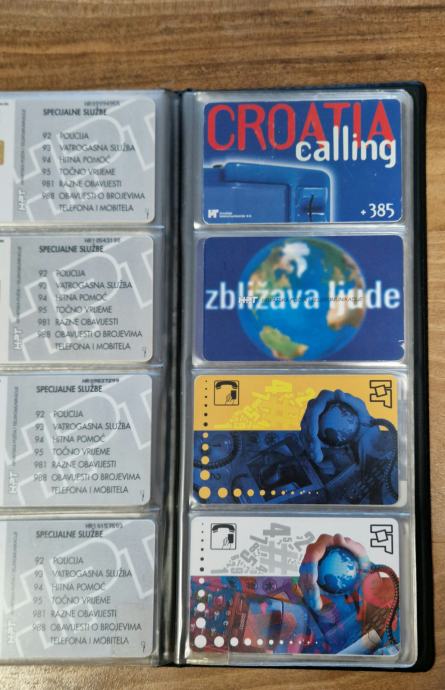 SPECIJALNE SLUŽBE
92 POLICIJA
93 VATROGASNA SLUŽBA
94 HITNA POMOĆ
95 TOČNO VRIJEME
981 RAZNE OBAVIJESTI
988 OBAVIJESTI O BROJEVIMA
TELEFONA I MOBITELA
SPECIJALNE SLUŽBE
92 POLICIJA
93 VATROGASNA SLUŽBA
94 HITNA POMOĆ
95 TOČNO VRIJEME
981 RAZNE OBAVIJESTI
988 OBAVIJESTI O BROJEVIMA
TELEFONA I MOBITELA
SPECIJALNE SLUŽBE
92 POLICIJA
93 VATROGASNA SLUŽBA
94 HITNA POMOĆ
95 TOČNO VRIJEME
981 RAZNE OBAVIJESTI
988 OBAVIJESTI O BROJEVIMA
TELEFONA I MOBITELA
SPECIJALNE SLUŽBE
92 POLICIJA
93 VATROGASNA SLUŽBA
94 HITNA POMOĆ
95 TOČNO VRIJEME
981 RAZNE OBAVIJESTI
988 OBAVIJESTI O BROJEVIMA
TELEFONA I MOBITELA
CROATIA
calling
+385
zbližava ljude
HPT